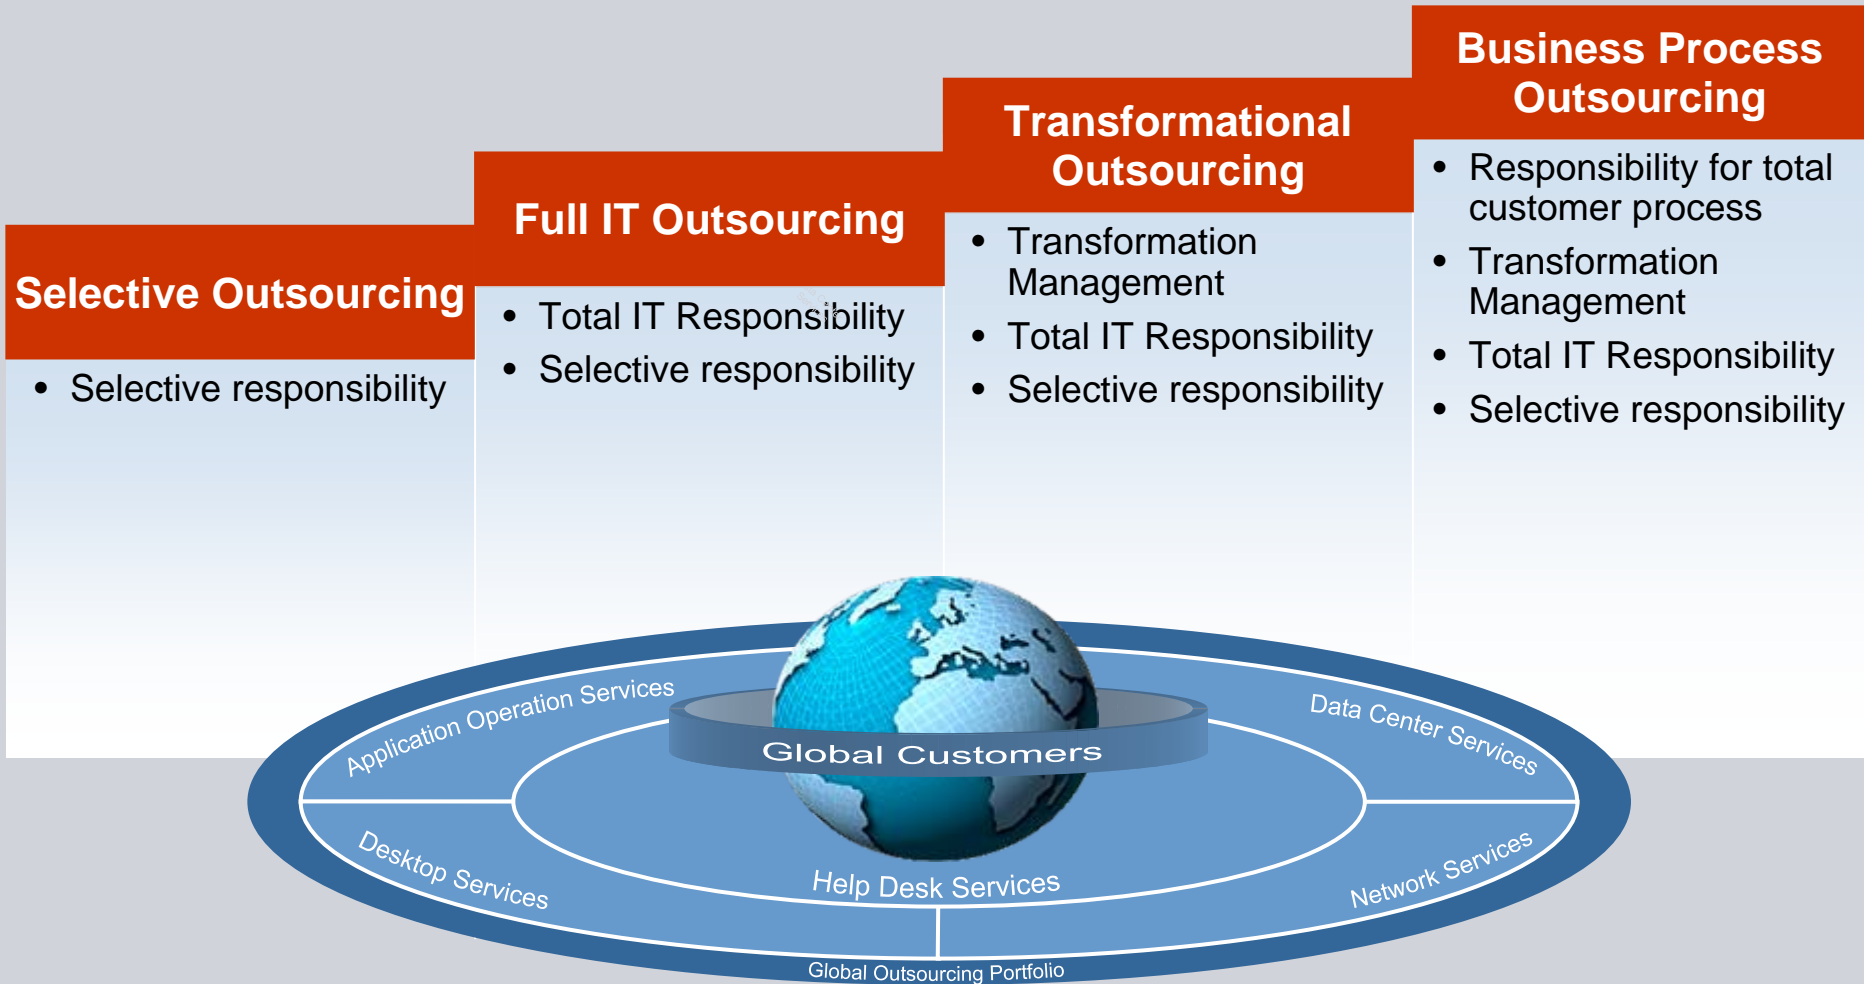 Selective Outsourcing
• Selective responsibility
Full IT Outsourcing
• Total IT Responsibility
• Selective responsibility
Transformational
Outsourcing
• Transformation
Management
• Total IT Responsibility
• Selective responsibility
Business Process
Outsourcing
• Responsibility for total
customer process
• Transformation
Management
• Total IT Responsibility
• Selective responsibility
Application Operation Services
Data Center Services
Global Customers
Desktop Services
Help Desk Services
Network Services
Global Outsourcing Portfolio